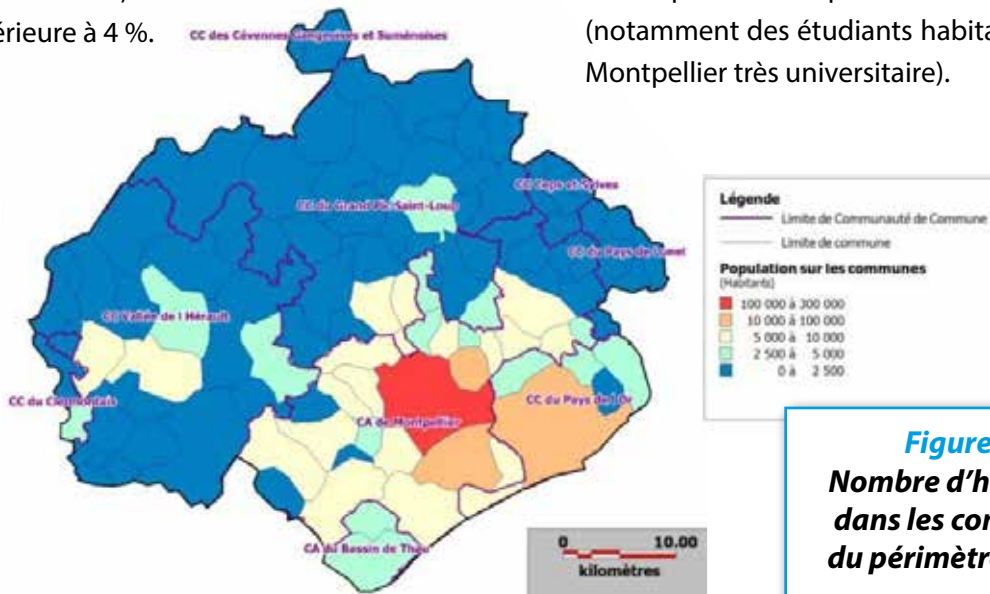 érieure à 4 %.
(notamment des étudiants habita
Montpellier très universitaire).
CC des Cévennes Gangeoises et Suménoises
CC Ceps et Sylves
CC du Grand Pic Saint-Loup
CC du Pays de Lunel
CC Vallée de l Hérault
CC du Clermontais
CC du Pays de l'Or
CA de Montpellier
CA du Bassin de Thau
Légende
Limite de Communauté de Commune
Limite de commune
Population sur les communes
(Habitants)
100 000 à 300 000
10 000 à 100 000
5 000 à 10 000
2 500 à 5 000
0 à 2 500
0 10.00
kilomètres
Figure
Nombre d'h
dans les co
du périmètr